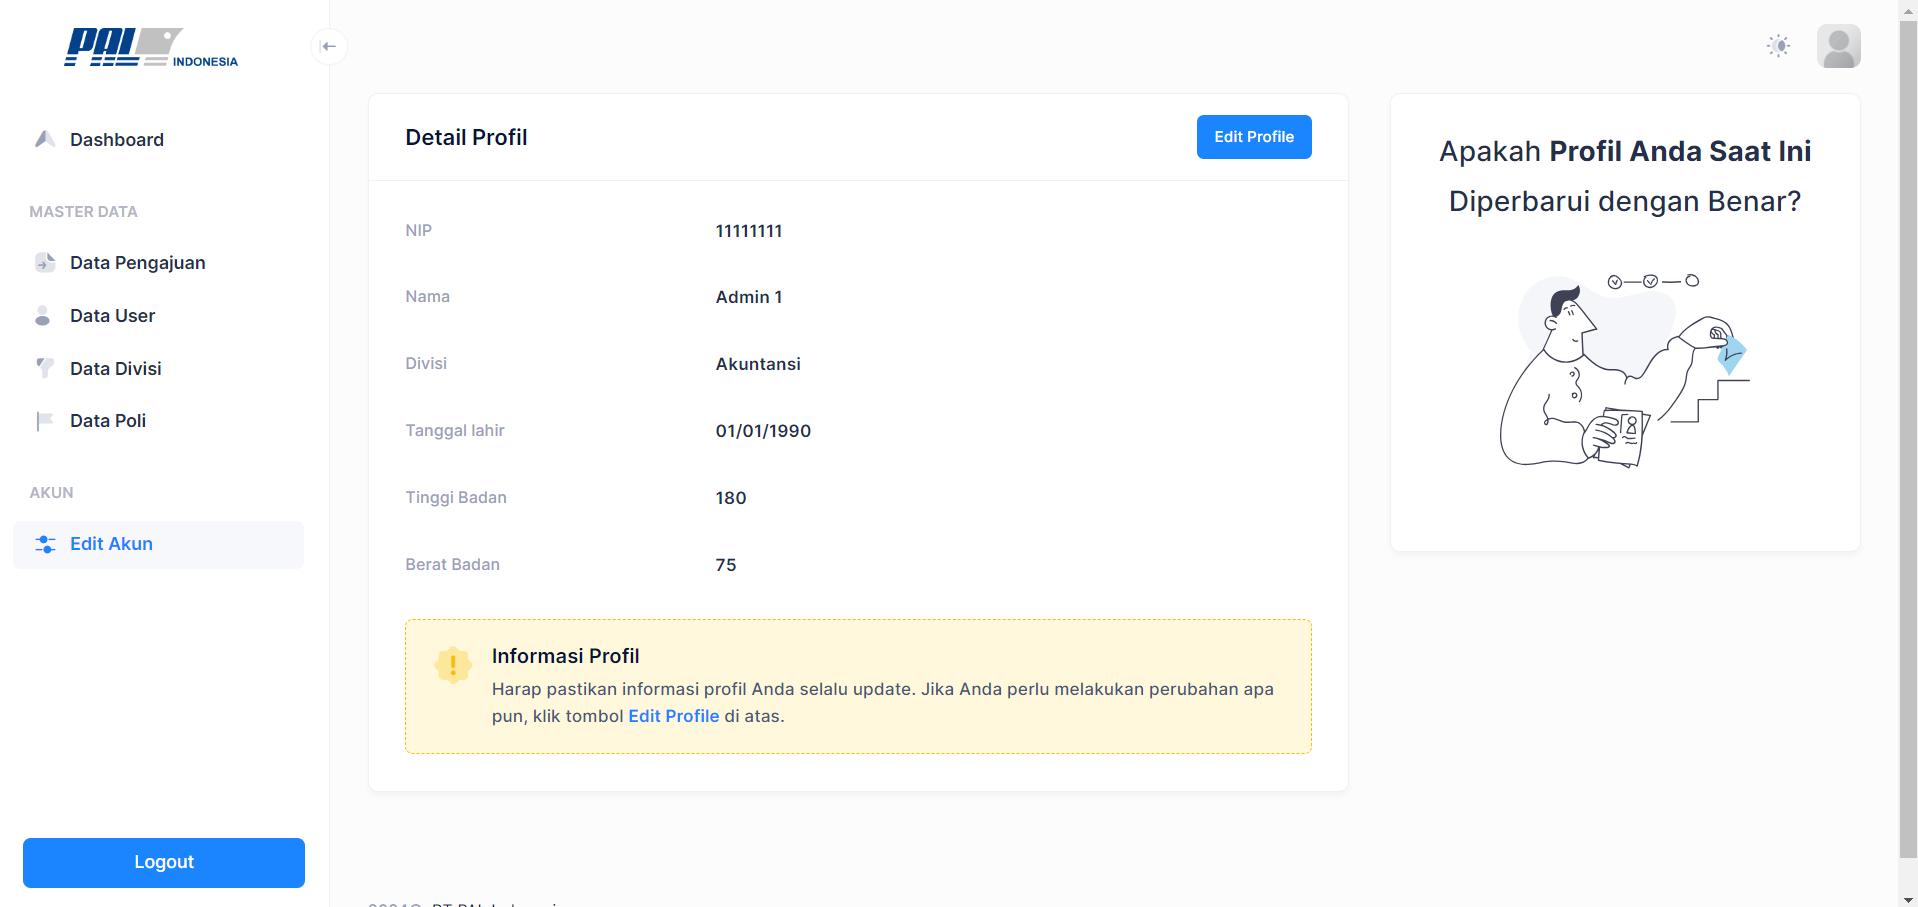 PAL INDONESIA
Dashboard
MASTER DATA
Data Pengajuan
Data User
Data Divisi
Data Poli
AKUN
Edit Akun
Logout
Detail Profil
Edit Profile
NIP 11111111
Nama Admin 1
Divisi Akuntansi
Tanggal lahir 01/01/1990
Tinggi Badan 180
Berat Badan 75
Informasi Profil
Harap pastikan informasi profil Anda selalu update. Jika Anda perlu melakukan perubahan apa
pun, klik tombol Edit Profile di atas.
Apakah Profil Anda Saat Ini
Diperbarui dengan Benar?